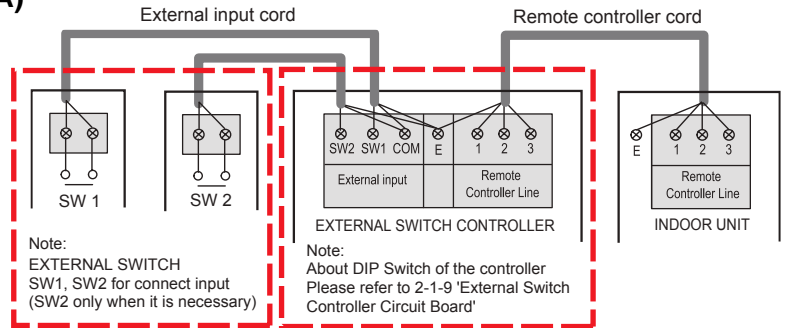 A)
External input cord
Remote controller cord
SW 1
SW 2
Note:
EXTERNAL SWITCH
SW1, SW2 for connect input
(SW2 only when it is necessary)
SW2 SW1 COM E 1 2 3
External input
Remote
Controller Line
EXTERNAL SWITCH CONTROLLER
Note:
About DIP Switch of the controller
Please refer to 2-1-9 'External Switch
Controller Circuit Board'
E 1 2 3
Remote
Controller Line
INDOOR UNIT